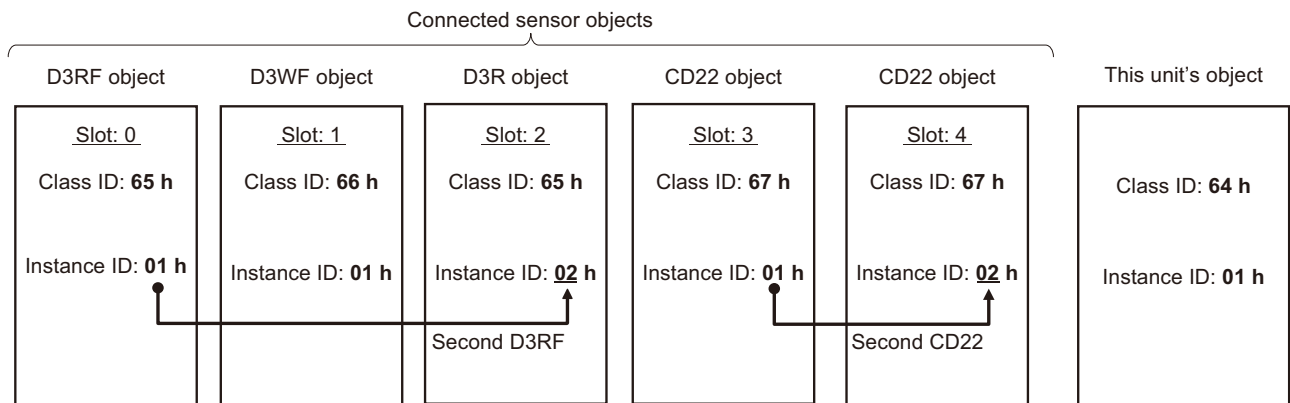 Connected sensor objects
D3RF object
D3WF object
D3R object
CD22 object
CD22 object
This unit's object
Slot: 0
Slot: 1
Slot: 2
Slot: 3
Slot: 4
Class ID: 65 h
Class ID: 66 h
Class ID: 65 h
Class ID: 67 h
Class ID: 67 h
Class ID: 64 h
Instance ID: 01 h
Instance ID: 01 h
Instance ID: 02 h
Instance ID: 01 h
Instance ID: 02 h
Instance ID: 01 h
Second D3RF
Second CD22